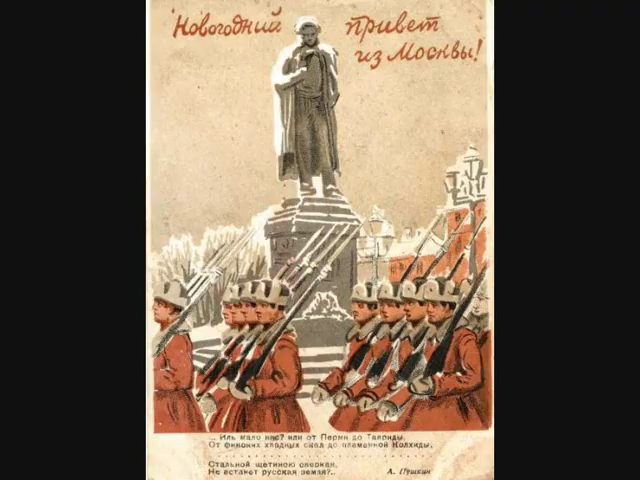 Новогодний привет
из Москвы!
... Иль мало нас? или от Перми до Тавриды,
От финских хладных скал до пламенной Колхиды,
. . . . . . . . . . . . . . . . . . . . . . . . . . . .
Стальной щетиною сверкая,
Не встанет русская земля?..
А. Пушкин